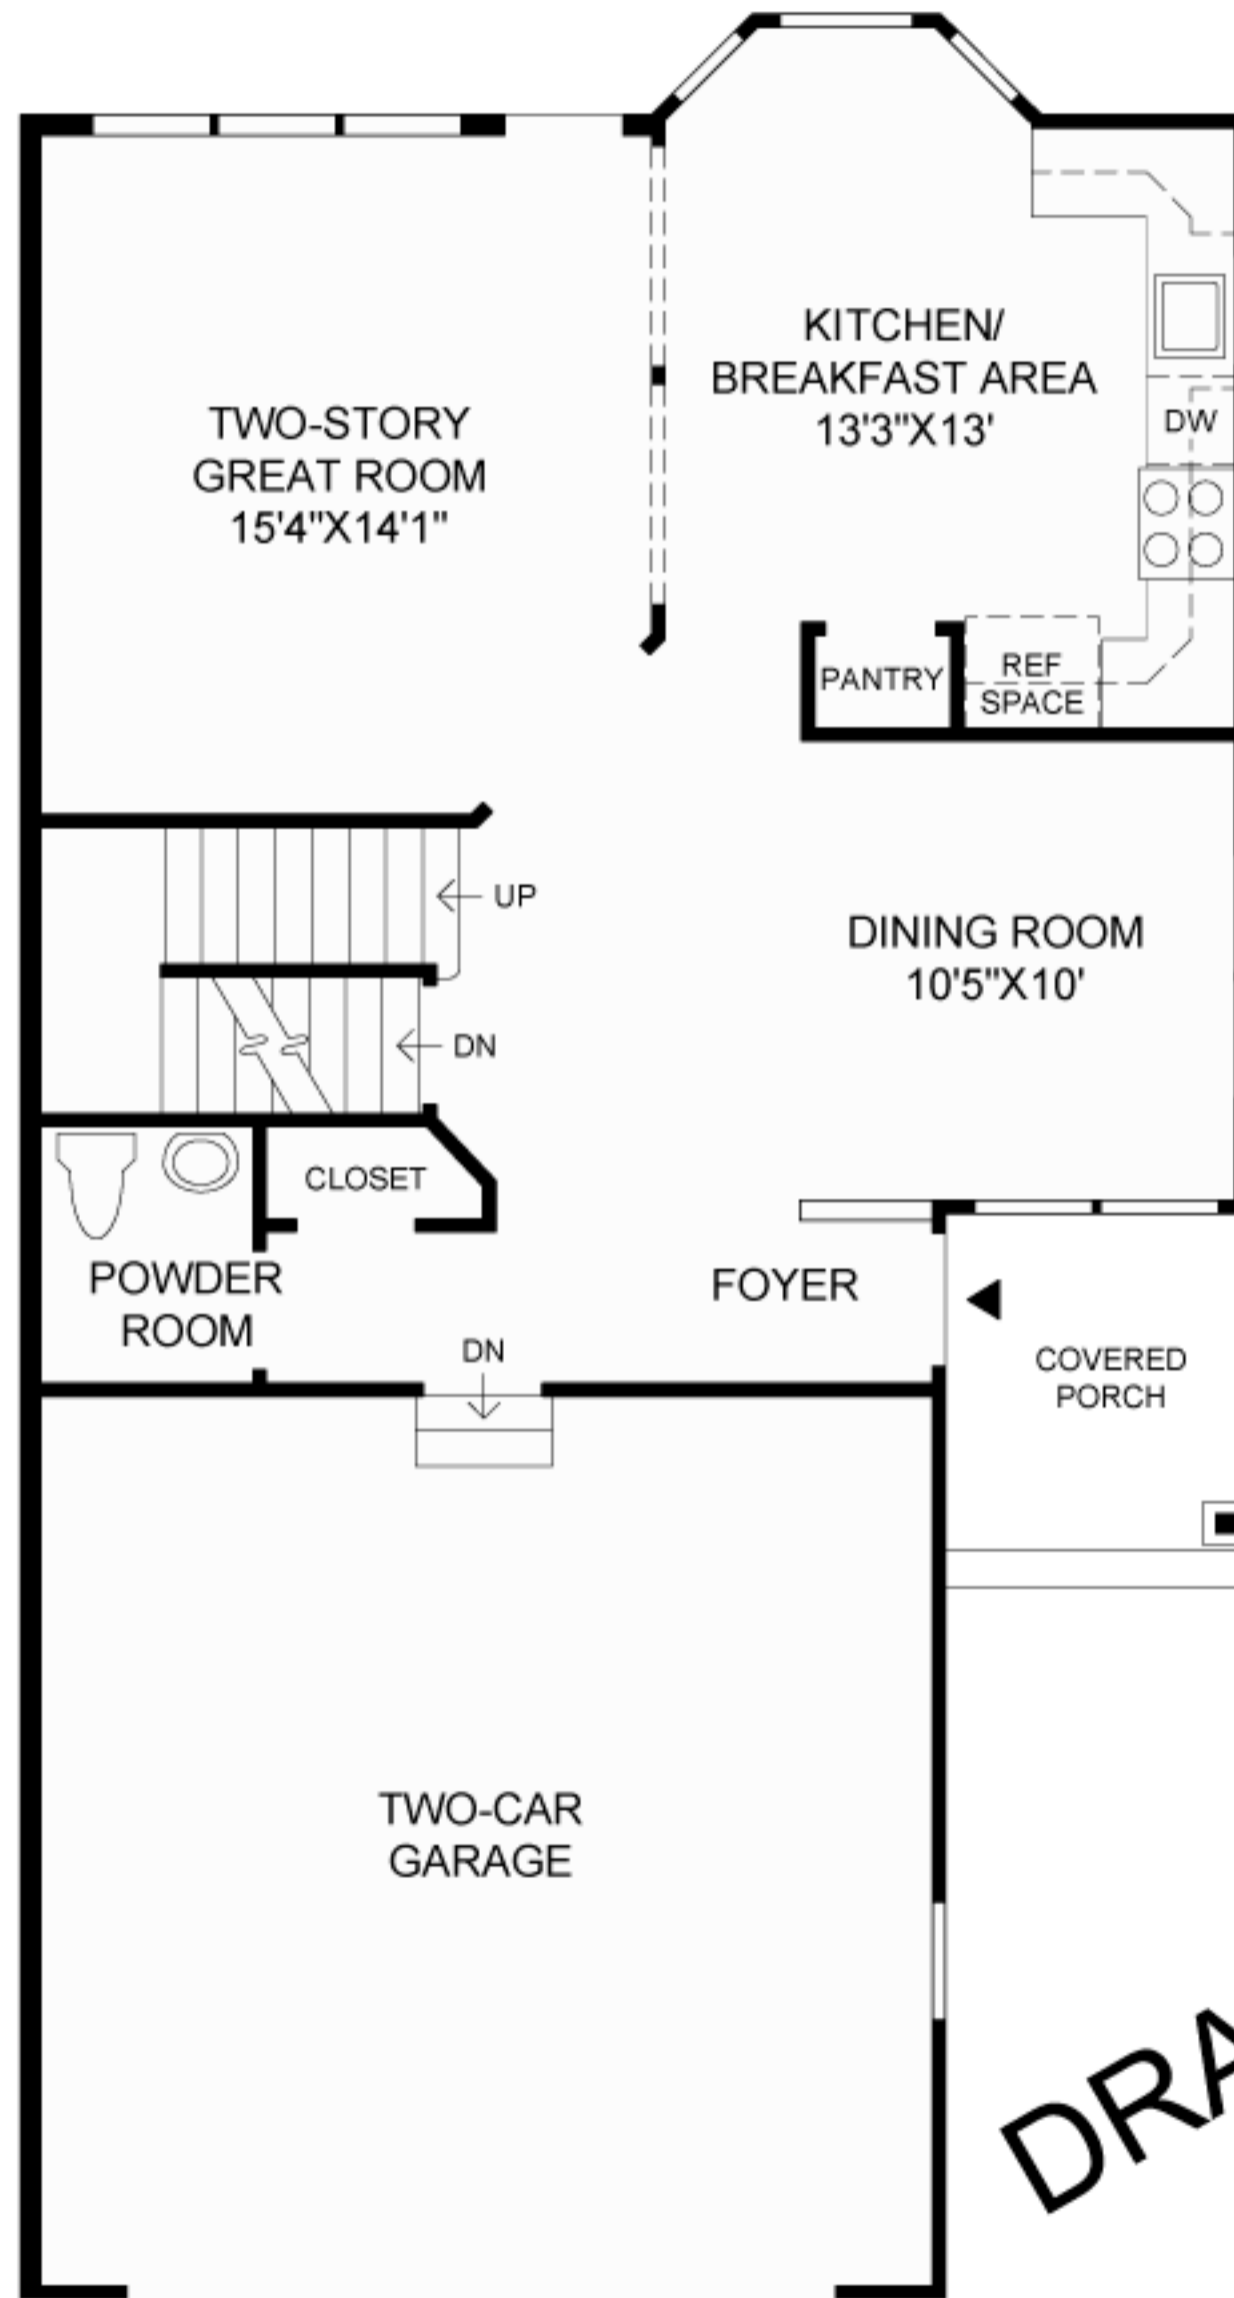 KITCHEN/
BREAKFAST AREA
13'3"X13'
TWO-STORY
GREAT ROOM
15'4"X14'1"
DW
PANTRY
REF
SPACE
UP
DINING ROOM
10'5"X10'
DN
CLOSET
POWDER
ROOM
FOYER
DN
COVERED
PORCH
TWO-CAR
GARAGE
DRA